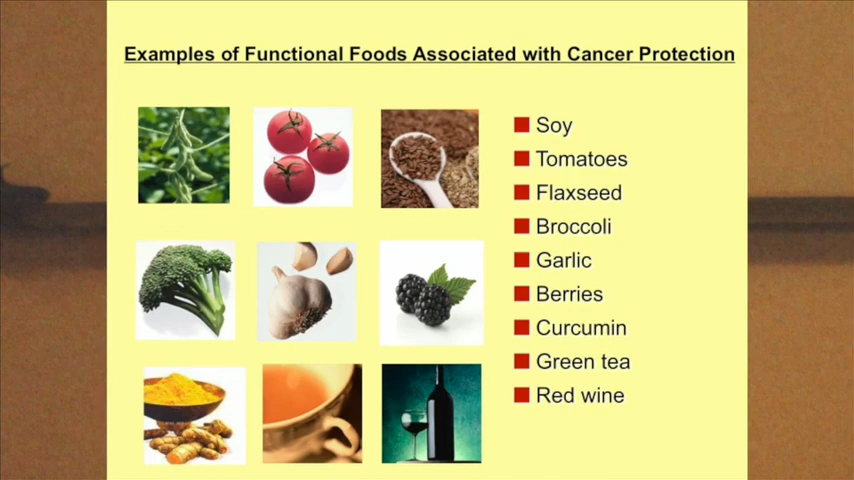 Examples of Functional Foods Associated with Cancer Protection
Soy
Tomatoes
Flaxseed
Broccoli
Garlic
Berries
Curcumin
Green tea
Red wine